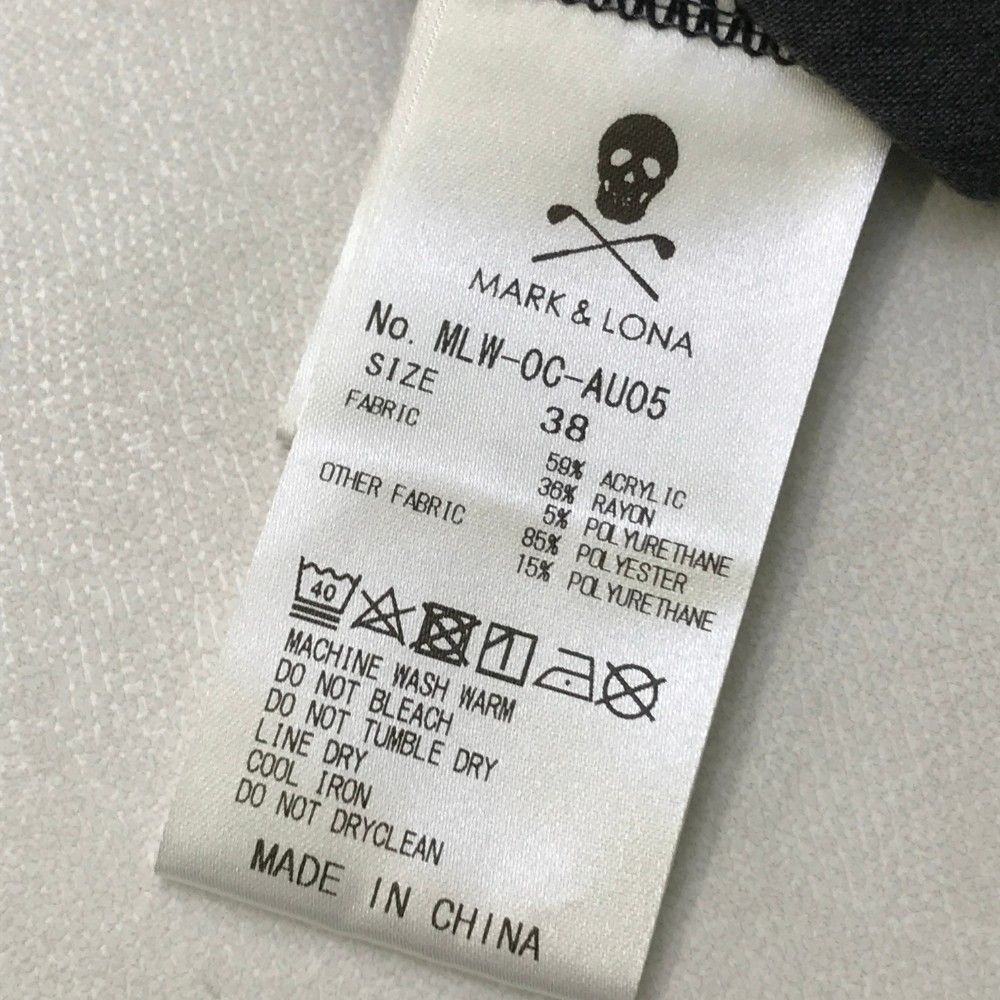 MARK & LONA
No. MLW-OC-AU05
SIZE 38
FABRIC 59% ACRYLIC
36% RAYON
5% POLYURETHANE
OTHER FABRIC 85% POLYESTER
15% POLYURETHANE
40
MACHINE WASH WARM
DO NOT BLEACH
DO NOT TUMBLE DRY
LINE DRY
COOL IRON
DO NOT DRYCLEAN
MADE IN CHINA